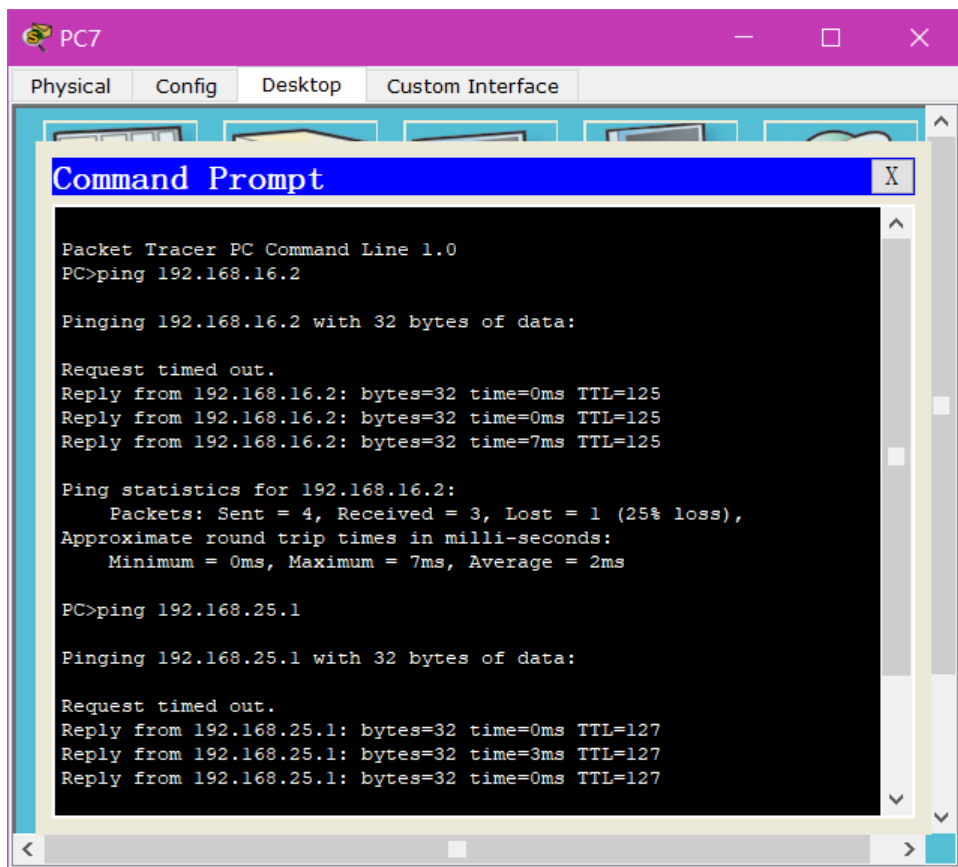 PC7
Physical Config Desktop Custom Interface
Command Prompt X
Packet Tracer PC Command Line 1.0
PC>ping 192.168.16.2
Pinging 192.168.16.2 with 32 bytes of data:
Request timed out.
Reply from 192.168.16.2: bytes=32 time=0ms TTL=125
Reply from 192.168.16.2: bytes=32 time=0ms TTL=125
Reply from 192.168.16.2: bytes=32 time=7ms TTL=125
Ping statistics for 192.168.16.2:
Packets: Sent = 4, Received = 3, Lost = 1 (25% loss),
Approximate round trip times in milli-seconds:
Minimum = 0ms, Maximum = 7ms, Average = 2ms
PC>ping 192.168.25.1
Pinging 192.168.25.1 with 32 bytes of data:
Request timed out.
Reply from 192.168.25.1: bytes=32 time=0ms TTL=127
Reply from 192.168.25.1: bytes=32 time=3ms TTL=127
Reply from 192.168.25.1: bytes=32 time=0ms TTL=127